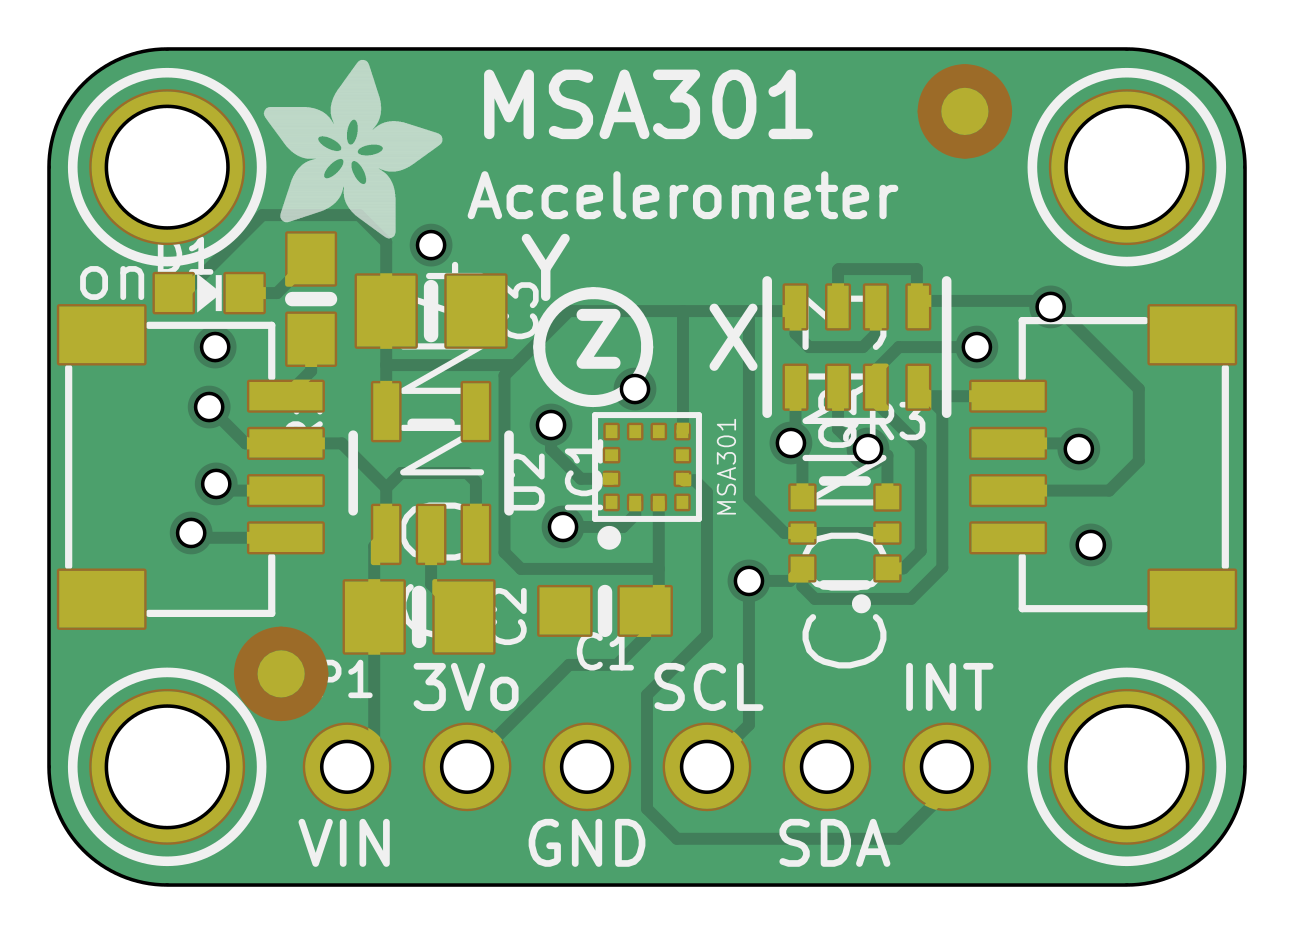 MSA301
Accelerometer
D1
on
Y
C3
Z
X
R3
U2
IC1
MSA301
C2
C1
P1
3Vo
SCL
INT
VIN
GND
SDA